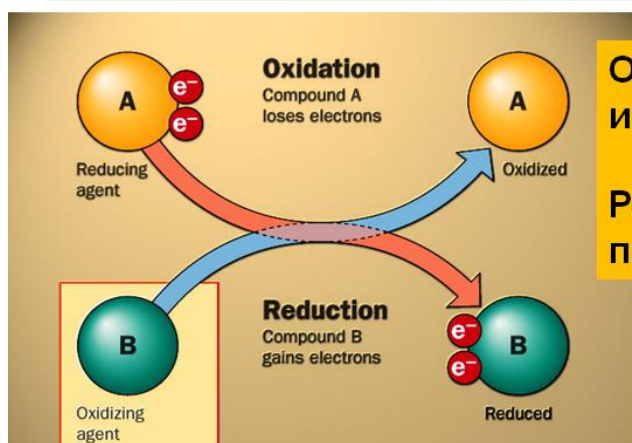 A
e⁻
e⁻
Reducing
agent
Oxidation
Compound A
loses electrons
A
Oxidized
B
Oxidizing
agent
Reduction
Compound B
gains electrons
e⁻
e⁻
B
Reduced